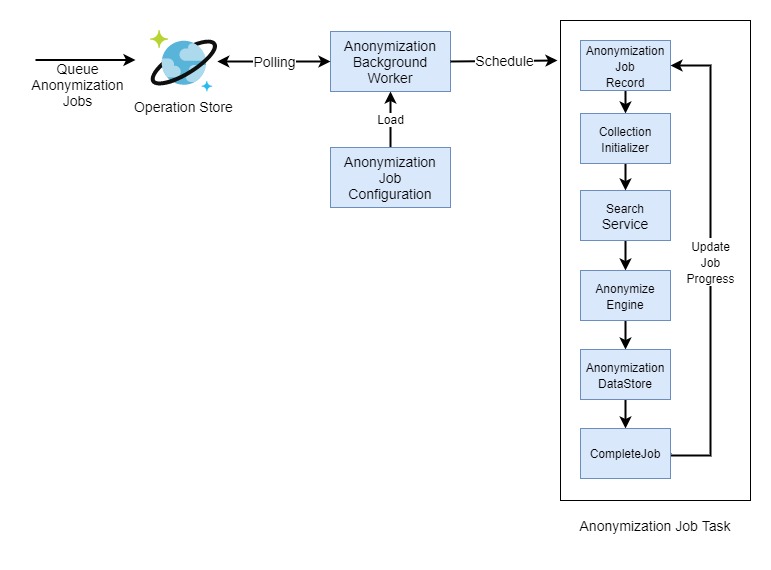 Queue
Anonymization
Jobs
Operation Store
Polling
Anonymization
Background
Worker
Schedule
Load
Anonymization
Job
Configuration
Anonymization
Job
Record
Collection
Initializer
Search
Service
Anonymize
Engine
Anonymization
DataStore
CompleteJob
Update
Job
Progress
Anonymization Job Task